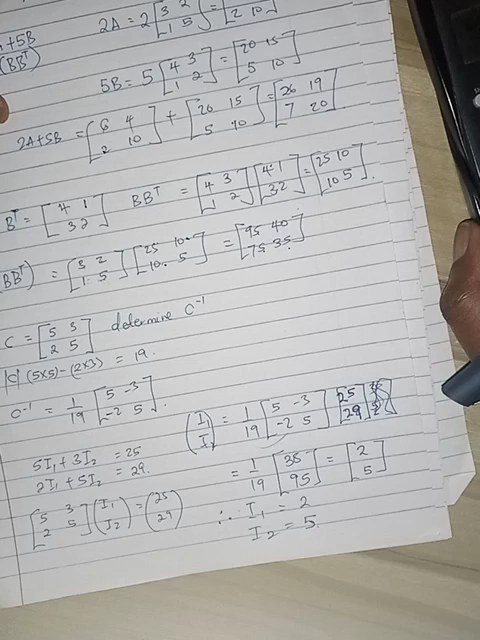 2A = 2 [3 2 / 1 5] =
2 10]
A+5B
(BBᵀ)
5B = 5 [4 3 / 1 2] = [20 15 / 5 10]
2A+5B = [6 4 / 2 10] + [20 15 / 5 10] = [26 19 / 7 20]
Bᵀ = [4 1 / 3 2] BBᵀ = [4 3 / 1 2] [4 1 / 3 2] = [25 10 / 10 5].
(BBᵀ) = [3 2 / 1 5] [25 10 / 10 5] = [95 40 / 75 35]
C = [5 3 / 2 5] determine C⁻¹
|C| (5x5)-(2x3) = 19.
C⁻¹ = 1/19 [5 -3 / -2 5].
(I₁ / I₂) = 1/19 [5 -3 / -2 5] [25 / 29]
5I₁ + 3I₂ = 25
2I₁ + 5I₂ = 29.
= 1/19 [38 / 95] = [2 / 5]
[5 3 / 2 5] (I₁ / I₂) = (25 / 29)
∴ I₁ = 2
I₂ = 5.